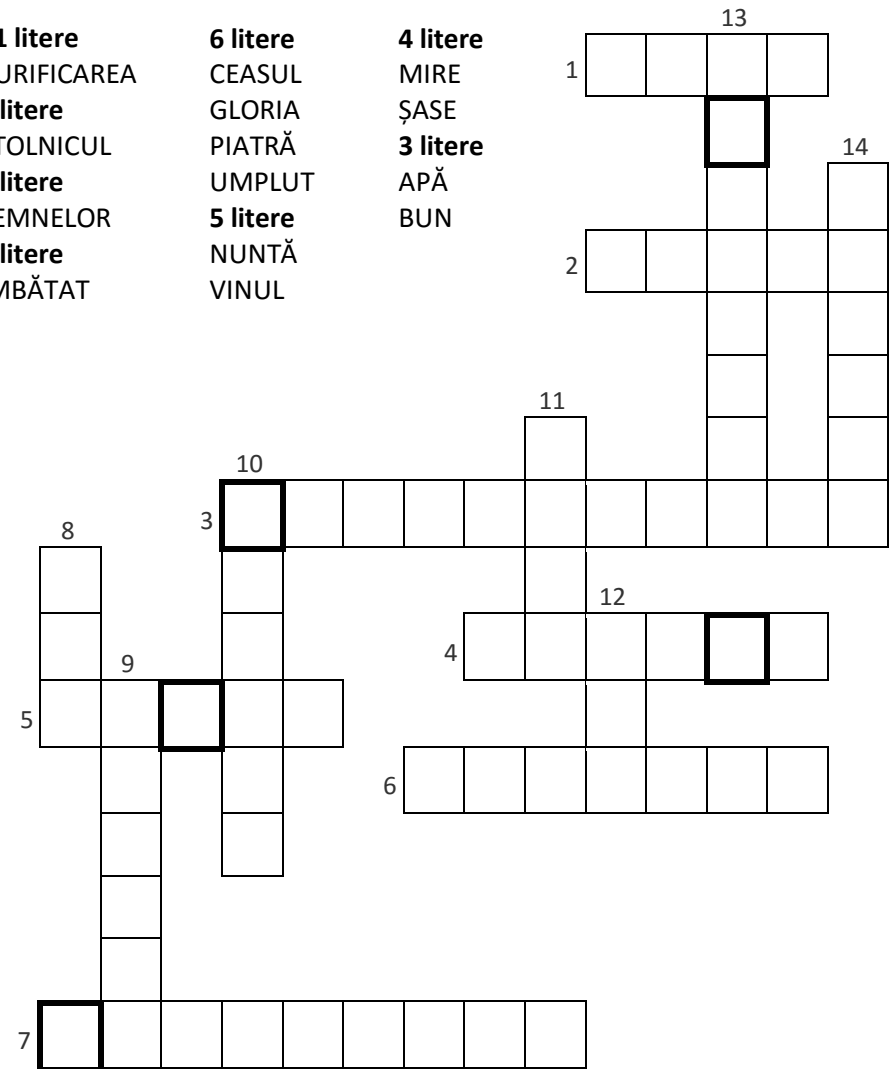 1 litere
URIFICAREA
litere
TOLNICUL
litere
EMNELOR
litere
MBĂTAT
6 litere
CEASUL
GLORIA
PIATRĂ
UMPLUT
5 litere
NUNTĂ
VINUL
4 litere
MIRE
ȘASE
3 litere
APĂ
BUN
13
1
14
2
11
10
3
8
12
4
9
5
6
7